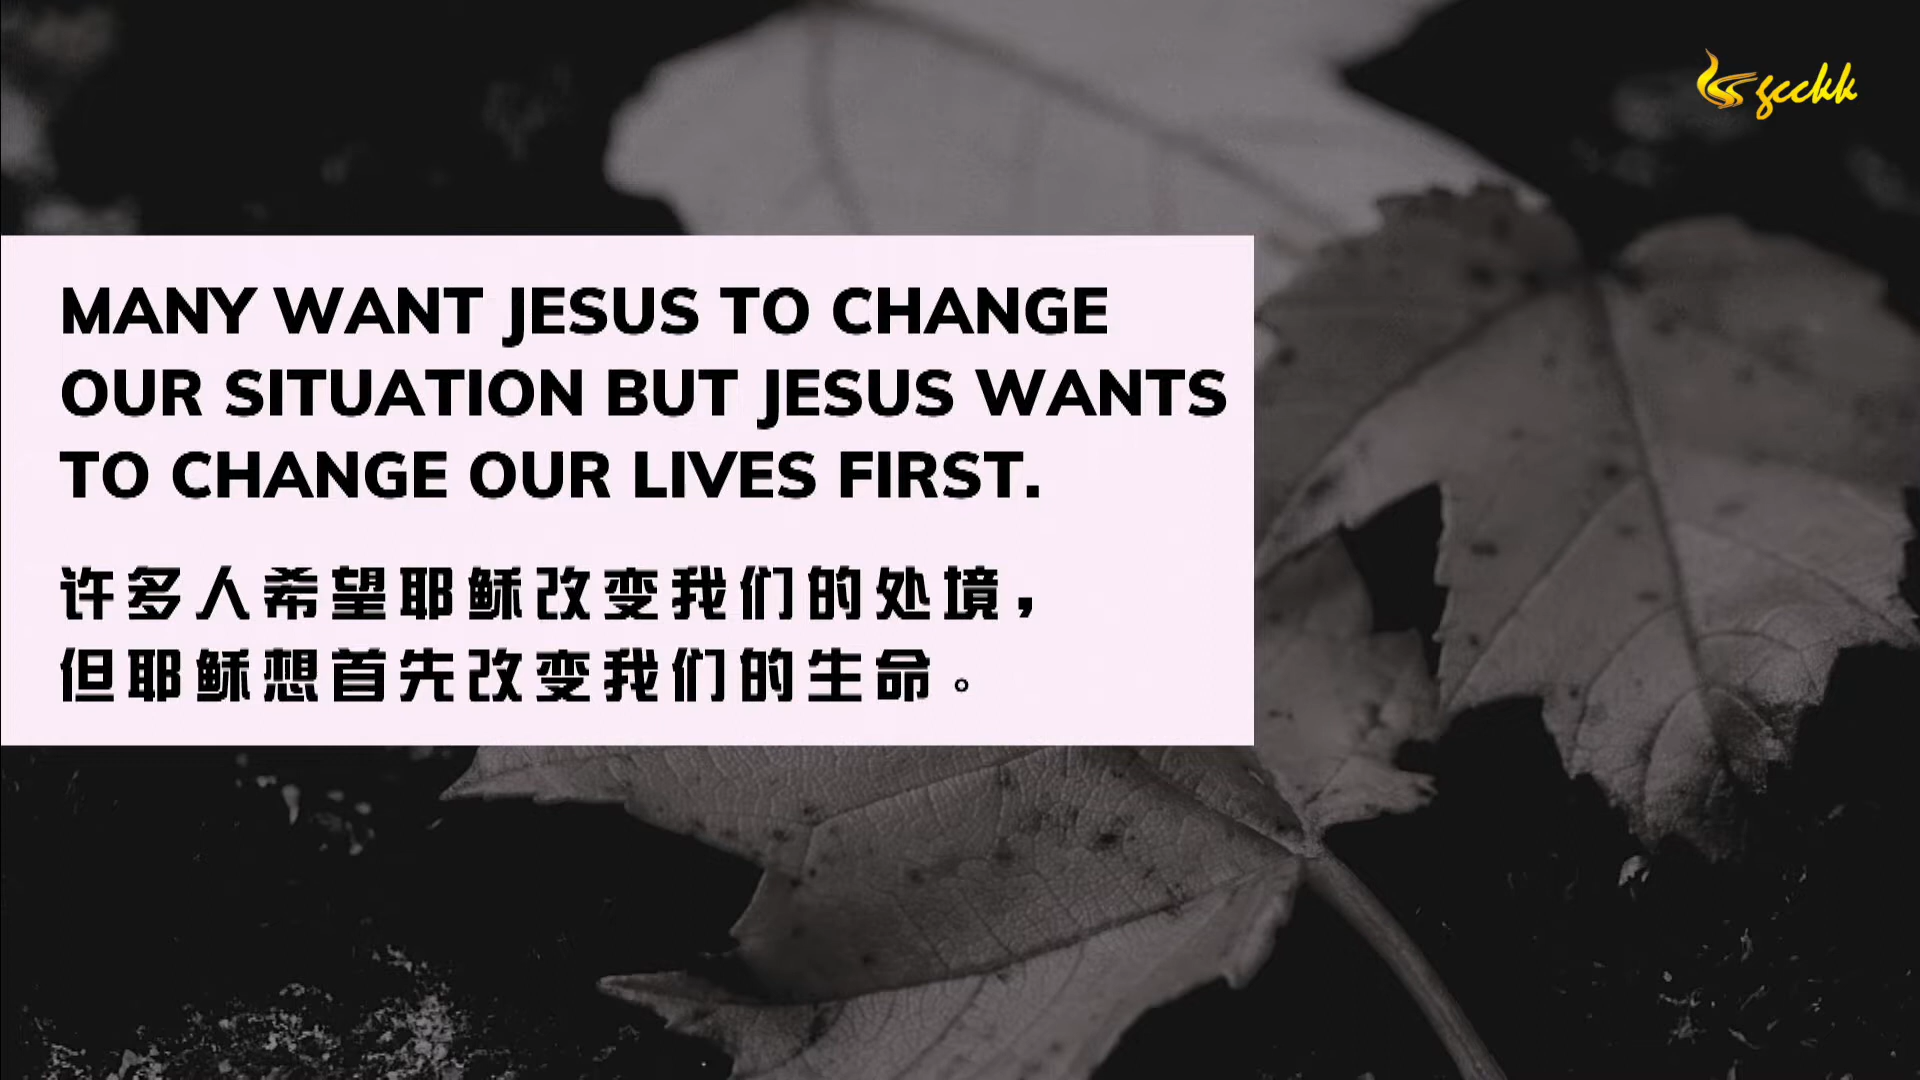 gcckk
MANY WANT JESUS TO CHANGE
OUR SITUATION BUT JESUS WANTS
TO CHANGE OUR LIVES FIRST.
许多人希望耶稣改变我们的处境，
但耶稣想首先改变我们的生命。